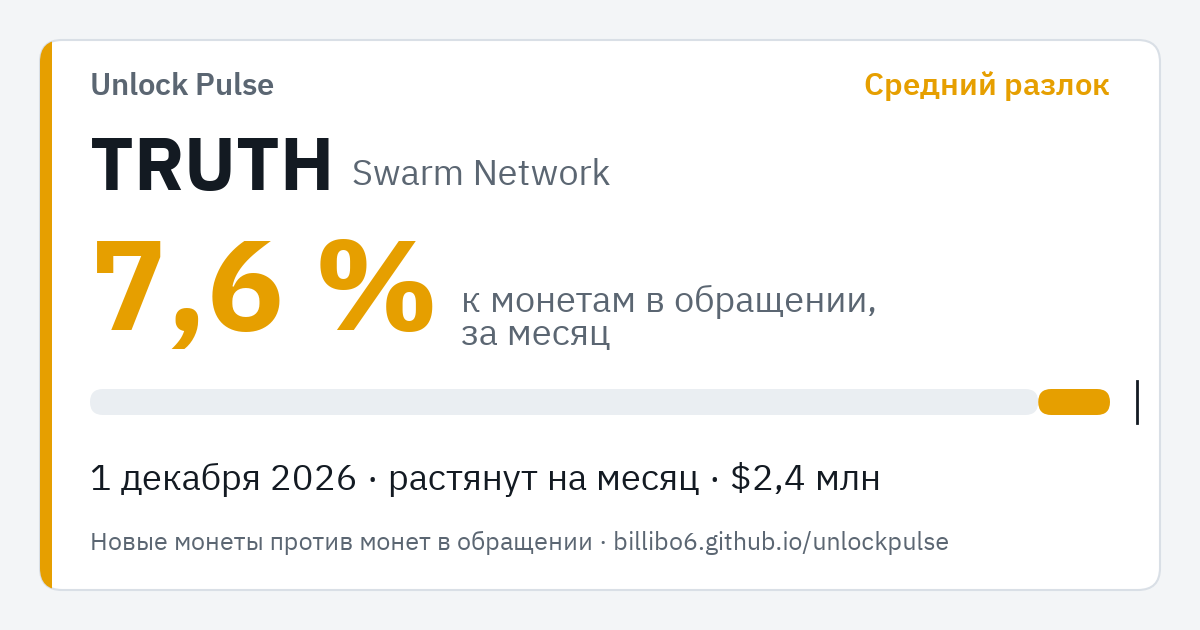 Unlock Pulse
Средний разлок
TRUTH Swarm Network
7,6 % к монетам в обращении,
за месяц
1 декабря 2026 · растянут на месяц · $2,4 млн
Новые монеты против монет в обращении · billibo6.github.io/unlockpulse